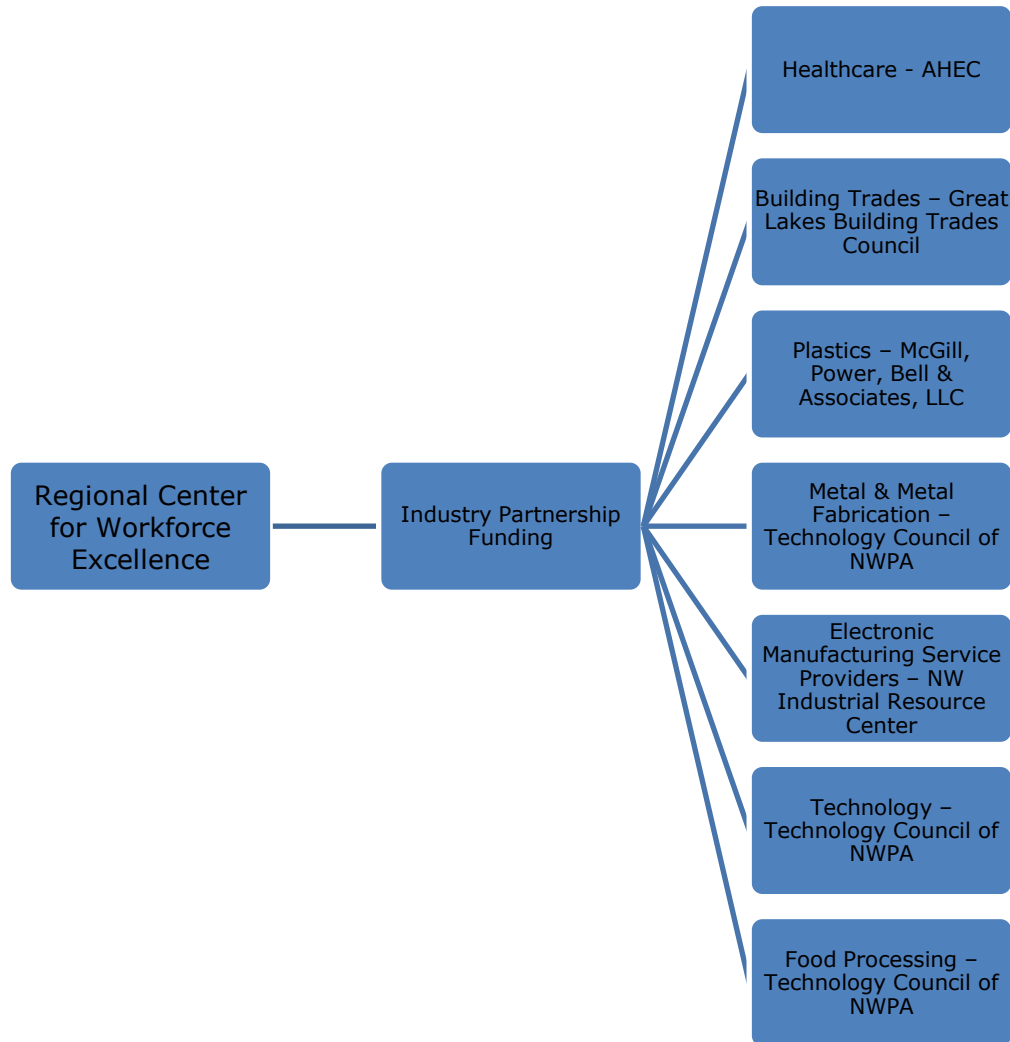 Healthcare - AHEC
Building Trades – Great
Lakes Building Trades
Council
Plastics – McGill,
Power, Bell &
Associates, LLC
Regional Center
for Workforce
Excellence
Industry Partnership
Funding
Metal & Metal
Fabrication –
Technology Council of
NWPA
Electronic
Manufacturing Service
Providers – NW
Industrial Resource
Center
Technology –
Technology Council of
NWPA
Food Processing –
Technology Council of
NWPA